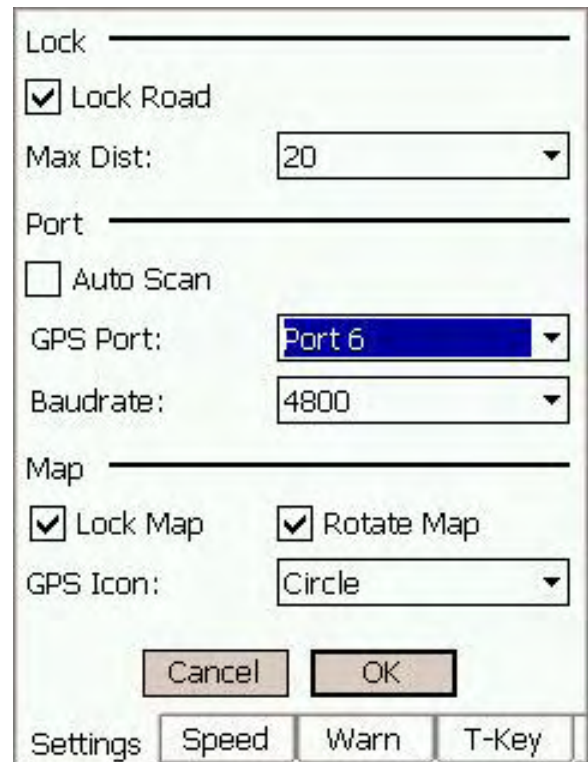 Lock
Lock Road
Max Dist: 20
Port
Auto Scan
GPS Port: Port 6
Baudrate: 4800
Map
Lock Map Rotate Map
GPS Icon: Circle
Cancel OK
Settings Speed Warn T-Key